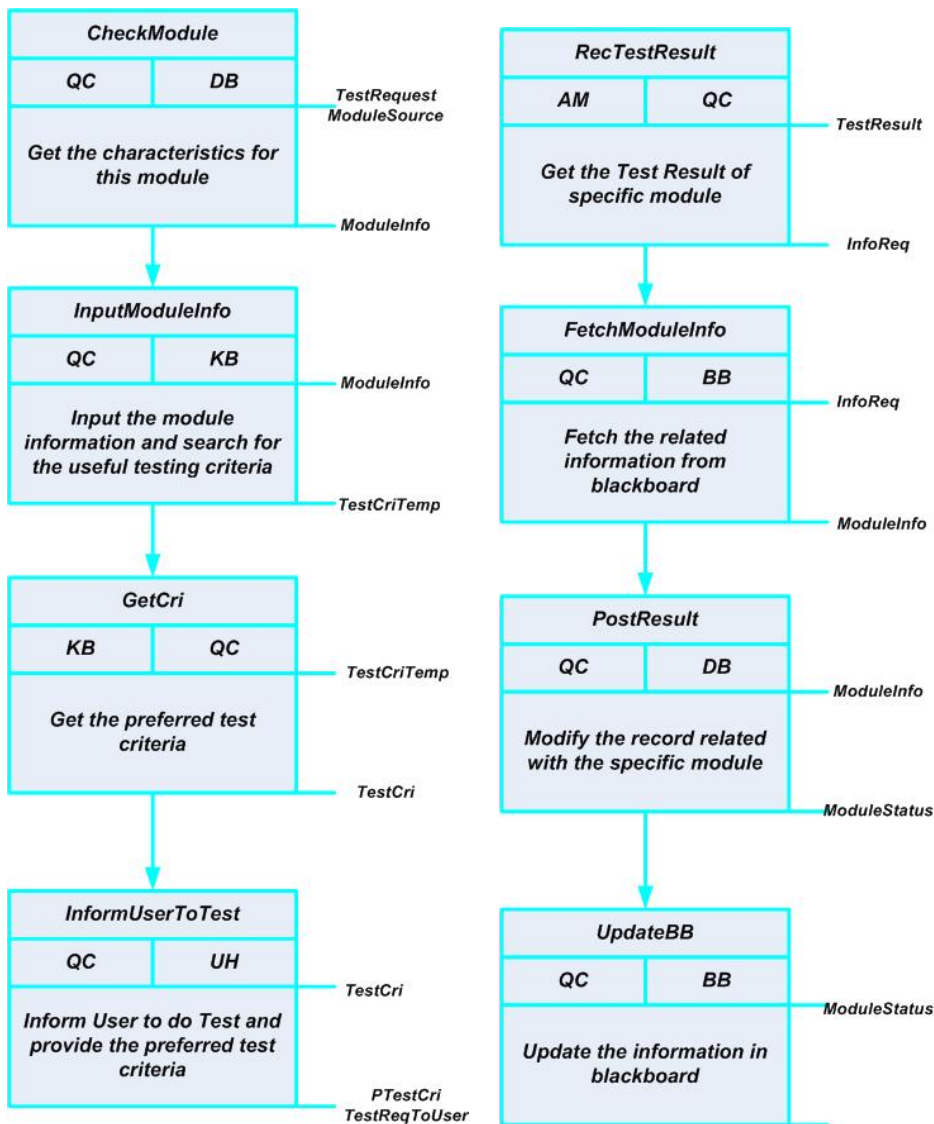 CheckModule
QC DB
TestRequest
ModuleSource
Get the characteristics for
this module
ModuleInfo
InputModuleInfo
QC KB
ModuleInfo
Input the module
information and search for
the useful testing criteria
TestCriTemp
GetCri
KB QC
TestCriTemp
Get the preferred test
criteria
TestCri
InformUserToTest
QC UH
TestCri
Inform User to do Test and
provide the preferred test
criteria
PTestCri
TestReqToUser
RecTestResult
AM QC
TestResult
Get the Test Result of
specific module
InfoReq
FetchModuleInfo
QC BB
InfoReq
Fetch the related
information from
blackboard
ModuleInfo
PostResult
QC DB
ModuleInfo
Modify the record related
with the specific module
ModuleStatus
UpdateBB
QC BB
ModuleStatus
Update the information in
blackboard